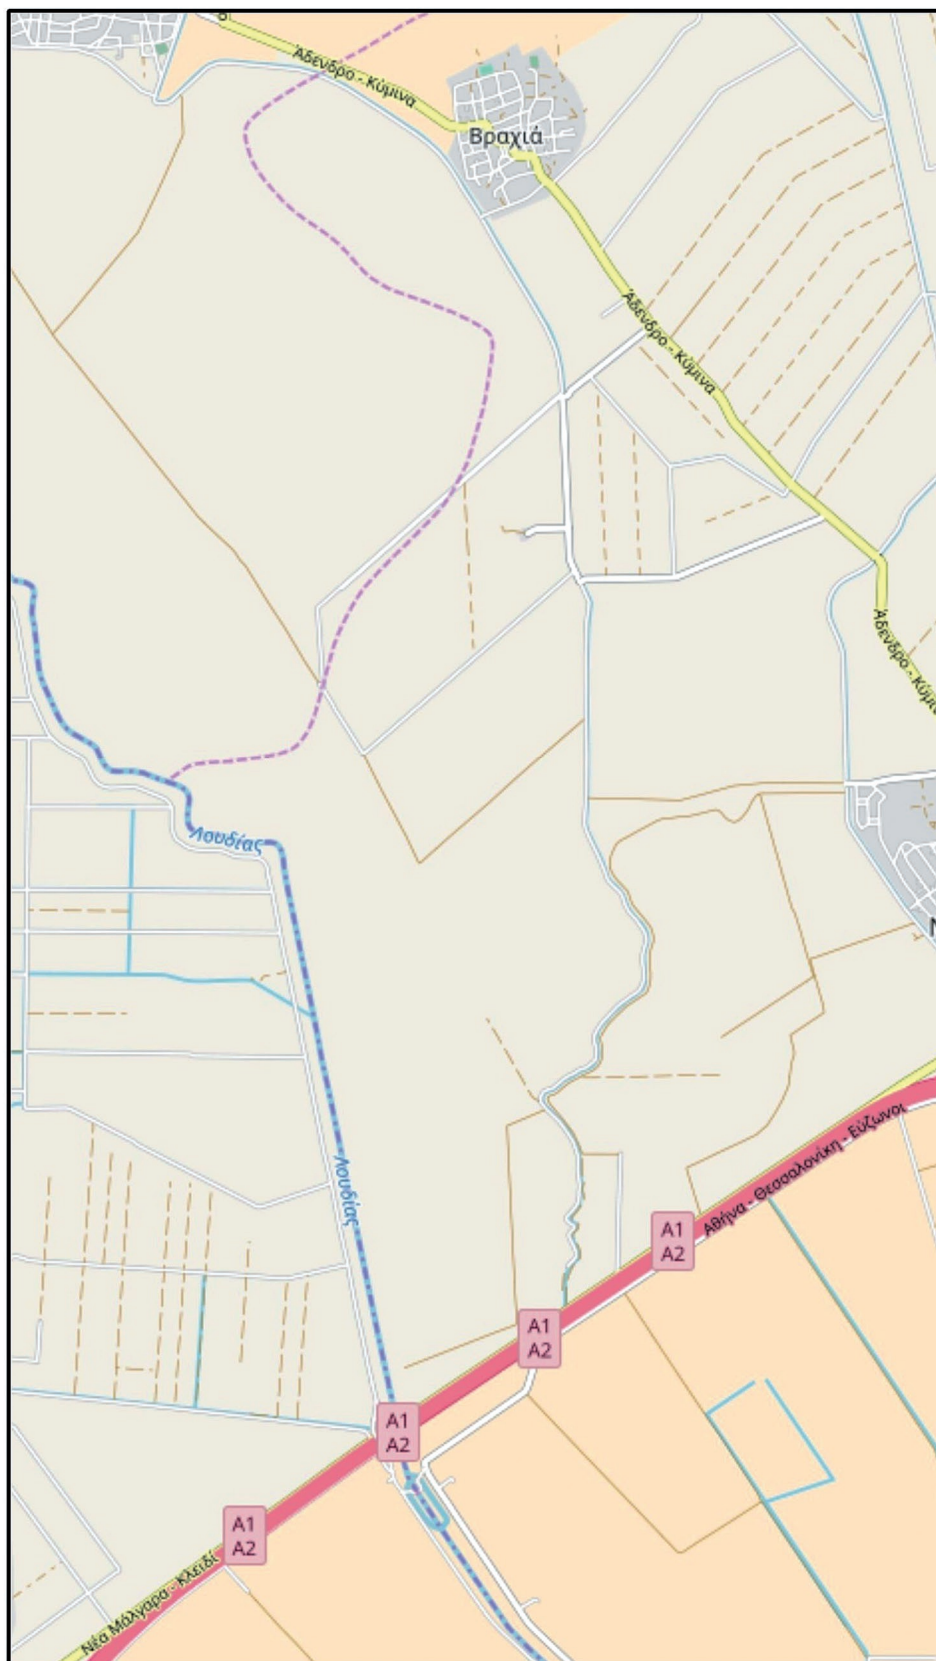 Άδενδρο - Κύμινα
Βραχιά
Άδενδρο - Κύμινα
Άδενδρο - Κύμι
Λουδίας
Λουδίας
Αθήνα - Θεσσαλονίκη - Εύζωνοι
A1
A2
A1
A2
A1
A2
A1
A2
Νέα Μάλγαρα - Κλειδί